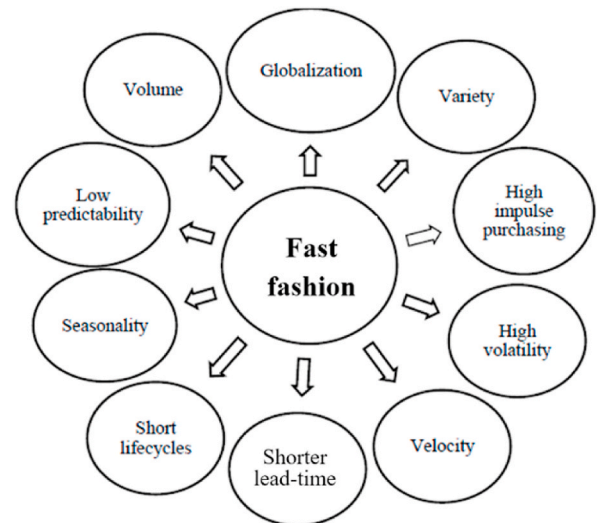 Globalization
Volume
Variety
Low
predictability
High
impulse
purchasing
Fast
fashion
Seasonality
High
volatility
Short
lifecycles
Velocity
Shorter
lead-time